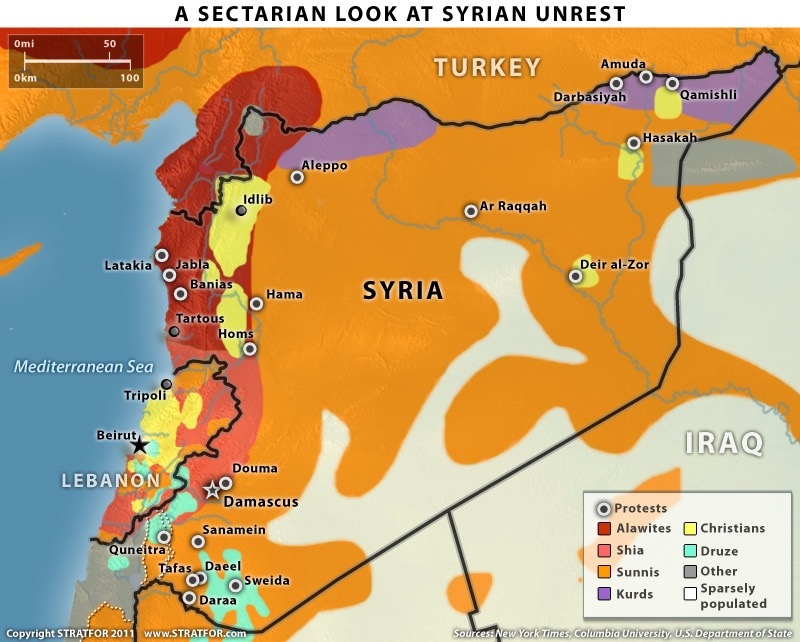 A SECTARIAN LOOK AT SYRIAN UNREST
0mi 50
0km 100
TURKEY
Amuda
Darbasiyah
Qamishli
Hasakah
Aleppo
Idlib
Ar Raqqah
Latakia
Jabla
Banias
Deir al-Zor
SYRIA
Hama
Tartous
Homs
Mediterranean Sea
Tripoli
Beirut
IRAQ
LEBANON
Douma
Damascus
Sanamein
Quneitra
Tafas
Daeel
Sweida
Daraa
Protests
Alawites
Christians
Shia
Druze
Sunnis
Other
Kurds
Sparsely
populated
Copyright STRATFOR 2011 www.STRATFOR.com
Sources: New York Times, Columbia University, U.S. Department of State